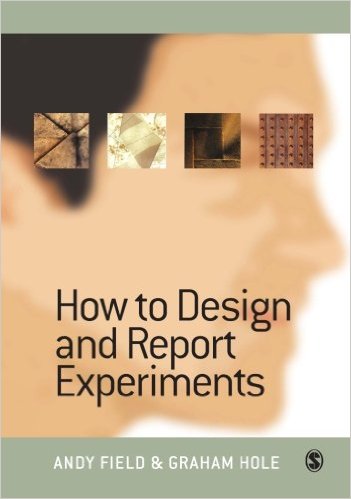 How to Design
and Report
Experiments
ANDY FIELD & GRAHAM HOLE
S